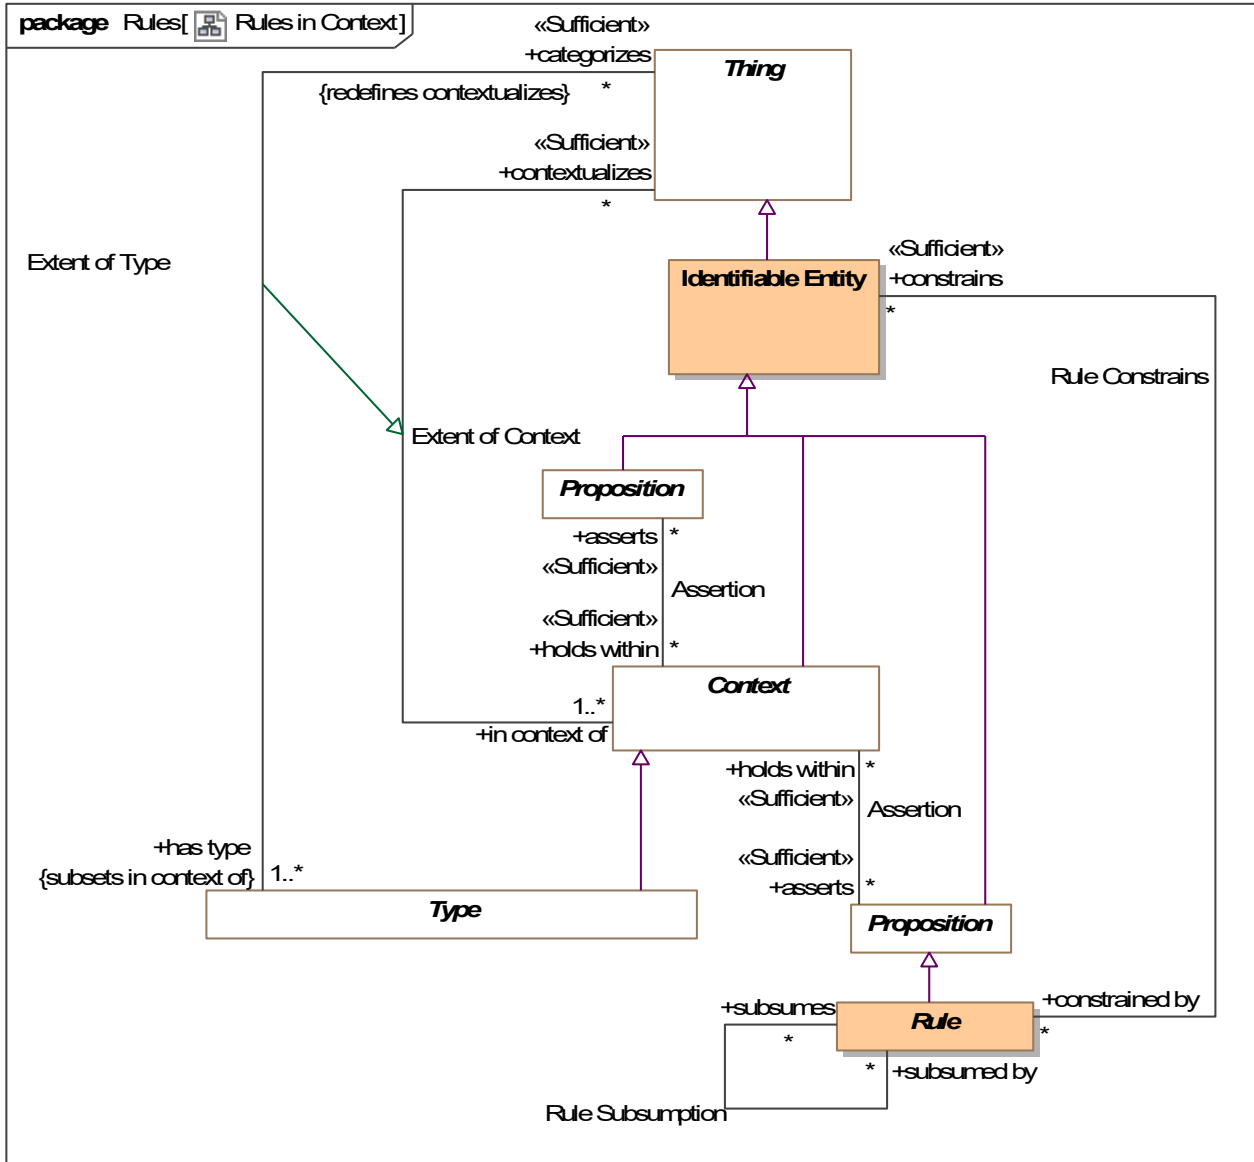 package Rules[ Rules in Context]
«Sufficient»
+categorizes
{redefines contextualizes}
*
Thing
«Sufficient»
+contextualizes
*
Extent of Type
«Sufficient»
+constrains
*
Identifiable Entity
Rule Constrains
Extent of Context
Proposition
+asserts *
«Sufficient»
Assertion
«Sufficient»
+holds within *
Context
1..*
+in context of
+holds within *
«Sufficient»
Assertion
«Sufficient»
+asserts *
+has type
{subsets in context of} 1..*
Type
Proposition
+subsumes
*
Rule
+constrained by
*
* +subsumed by
Rule Subsumption